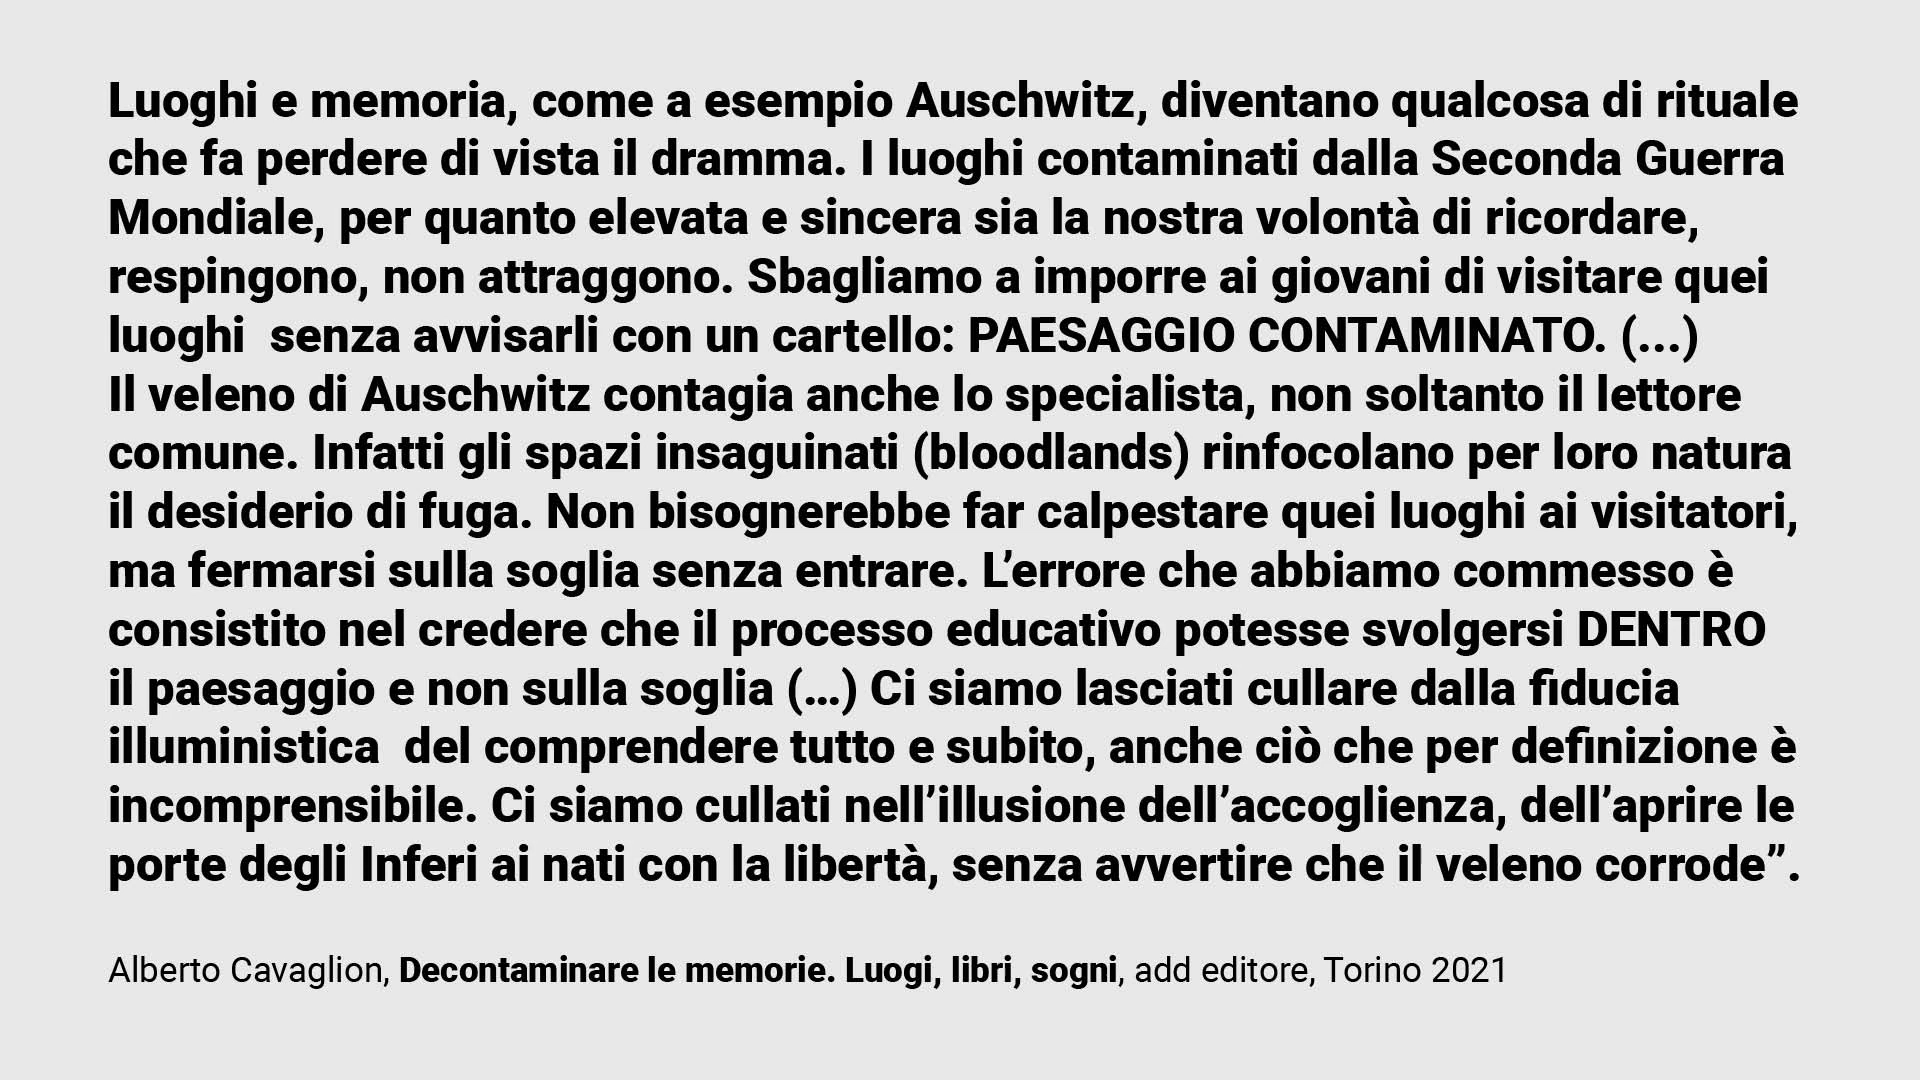 Luoghi e memoria, come a esempio Auschwitz, diventano qualcosa di rituale
che fa perdere di vista il dramma. I luoghi contaminati dalla Seconda Guerra
Mondiale, per quanto elevata e sincera sia la nostra volontà di ricordare,
respingono, non attraggono. Sbagliamo a imporre ai giovani di visitare quei
luoghi  senza avvisarli con un cartello: PAESAGGIO CONTAMINATO. (...)
Il veleno di Auschwitz contagia anche lo specialista, non soltanto il lettore
comune. Infatti gli spazi insaguinati (bloodlands) rinfocolano per loro natura
il desiderio di fuga. Non bisognerebbe far calpestare quei luoghi ai visitatori,
ma fermarsi sulla soglia senza entrare. L’errore che abbiamo commesso è
consistito nel credere che il processo educativo potesse svolgersi DENTRO
il paesaggio e non sulla soglia (…) Ci siamo lasciati cullare dalla fiducia
illuministica  del comprendere tutto e subito, anche ciò che per definizione è
incomprensibile. Ci siamo cullati nell’illusione dell’accoglienza, dell’aprire le
porte degli Inferi ai nati con la libertà, senza avvertire che il veleno corrode”.
Alberto Cavaglion, Decontaminare le memorie. Luogi, libri, sogni, add editore, Torino 2021